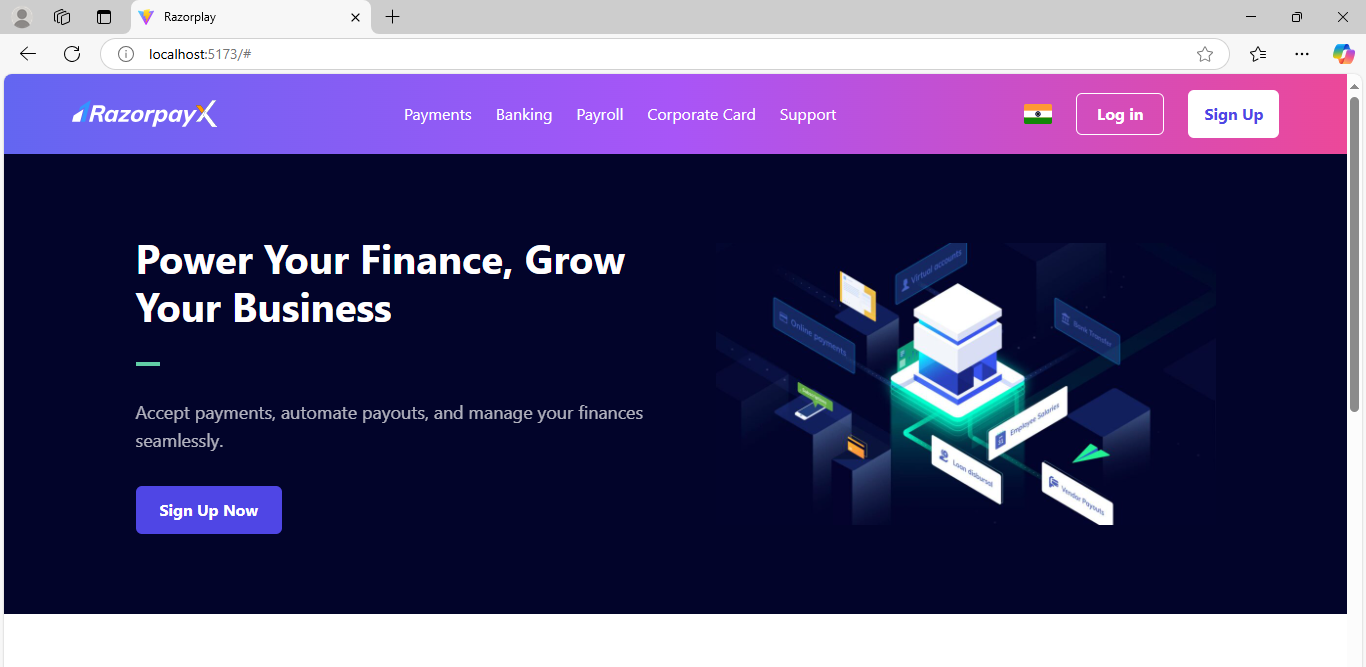 Razorplay
localhost:5173/#
RazorpayX
Payments Banking Payroll Corporate Card Support
Log in
Sign Up
Power Your Finance, Grow
Your Business
Accept payments, automate payouts, and manage your finances
seamlessly.
Sign Up Now
Virtual accounts
Online payments
Bank Transfer
Employee Salaries
Loan disbursal
Vendor Payouts